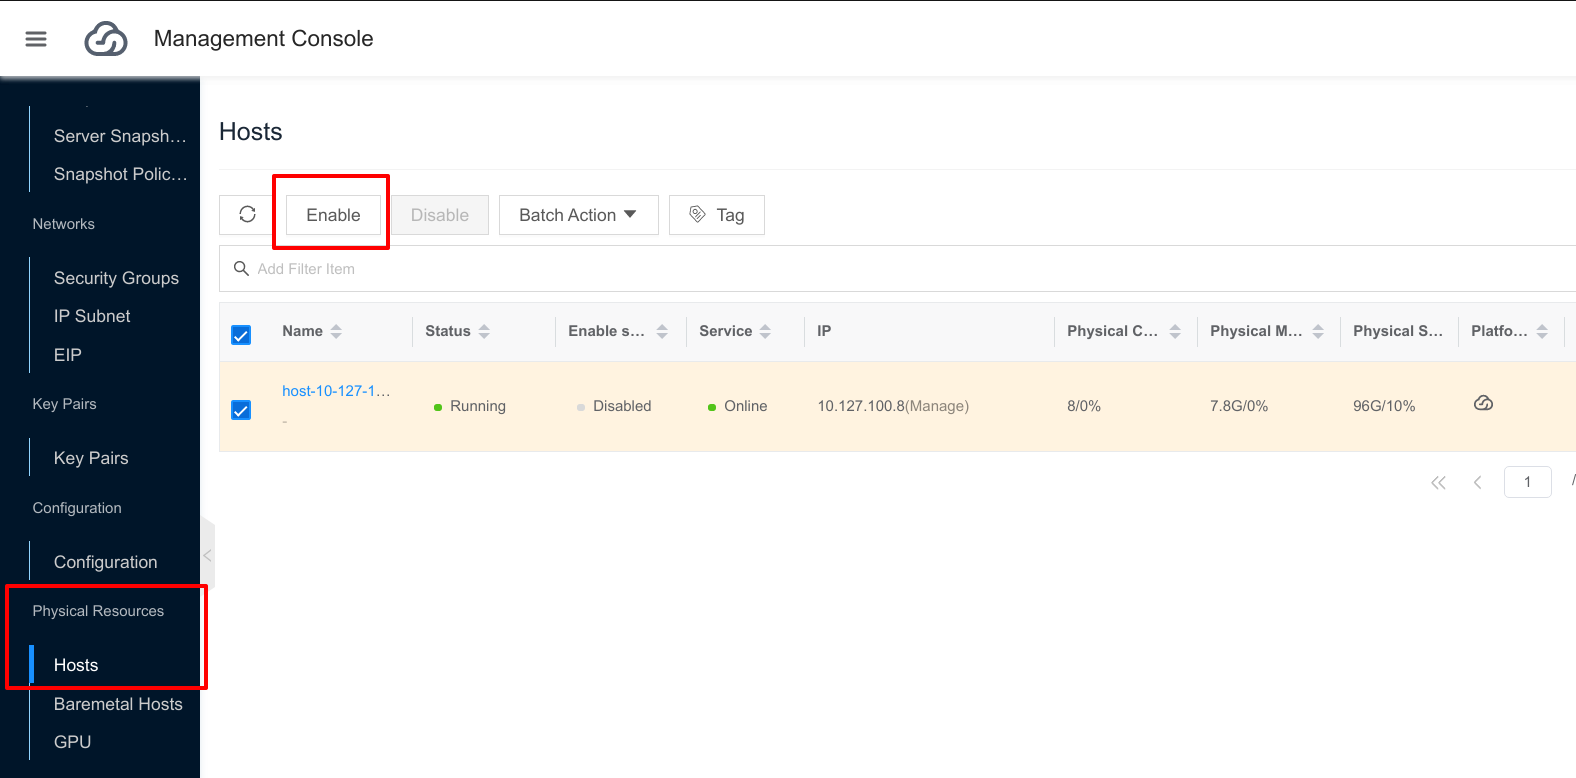 Management Console
Server Snapsh...
Snapshot Polic...
Networks
Security Groups
IP Subnet
EIP
Key Pairs
Key Pairs
Configuration
Configuration
Physical Resources
Hosts
Baremetal Hosts
GPU
Hosts
Enable Disable Batch Action Tag
Add Filter Item
Name Status Enable s... Service IP Physical C... Physical M... Physical S... Platfo...
host-10-127-1... Running Disabled Online 10.127.100.8(Manage) 8/0% 7.8G/0% 96G/10%
-
1 /